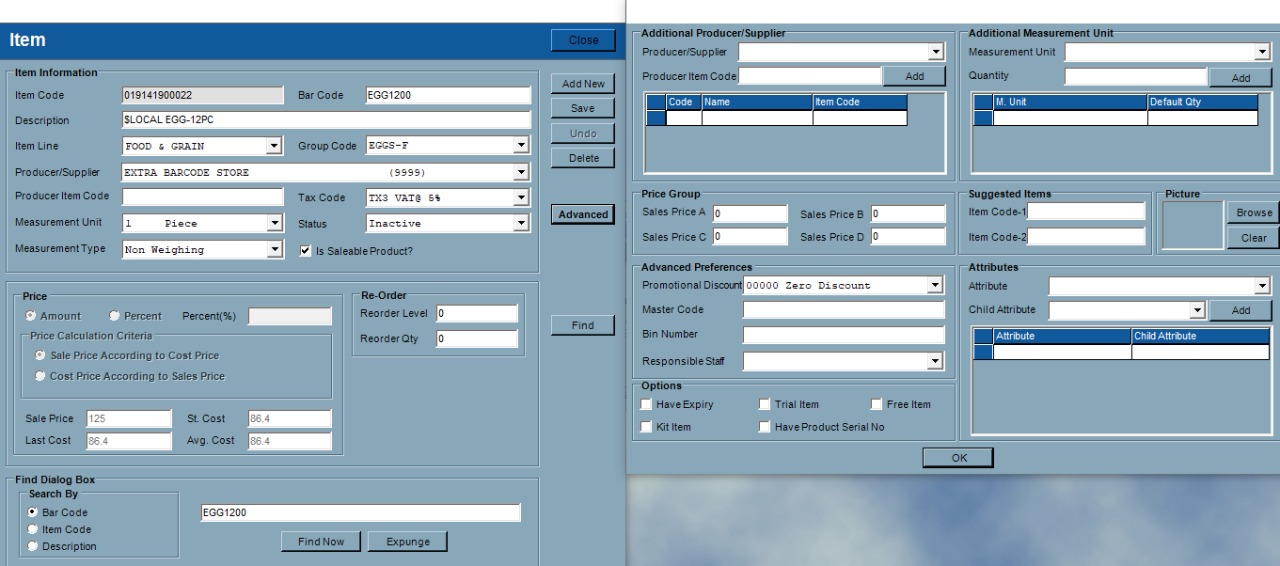 Item
Close
Item Information
Item Code 019141900022 Bar Code EGG1200
Description $LOCAL EGG-12PC
Item Line FOOD & GRAIN Group Code EGGS-F
Producer/Supplier EXTRA BARCODE STORE (9999)
Producer Item Code Tax Code TX3 VAT@ 5%
Measurement Unit 1 Piece Status Inactive
Measurement Type Non Weighing Is Saleable Product?
Add New
Save
Undo
Delete
Advanced
Find
Price
Amount Percent Percent(%)
Price Calculation Criteria
Sale Price According to Cost Price
Cost Price According to Sales Price
Sale Price 125 St. Cost 86.4
Last Cost 86.4 Avg. Cost 86.4
Re-Order
Reorder Level 0
Reorder Qty 0
Find Dialog Box
Search By
Bar Code
Item Code
Description
EGG1200
Find Now Expunge
Additional Producer/Supplier
Producer/Supplier
Producer Item Code Add
Code Name Item Code
Additional Measurement Unit
Measurement Unit
Quantity Add
M. Unit Default Qty
Price Group
Sales Price A 0 Sales Price B 0
Sales Price C 0 Sales Price D 0
Suggested Items
Item Code-1
Item Code-2
Picture
Browse
Clear
Advanced Preferences
Promotional Discount 00000 Zero Discount
Master Code
Bin Number
Responsible Staff
Attributes
Attribute
Child Attribute Add
Attribute Child Attribute
Options
Have Expiry Trial Item Free Item
Kit Item Have Product Serial No
OK